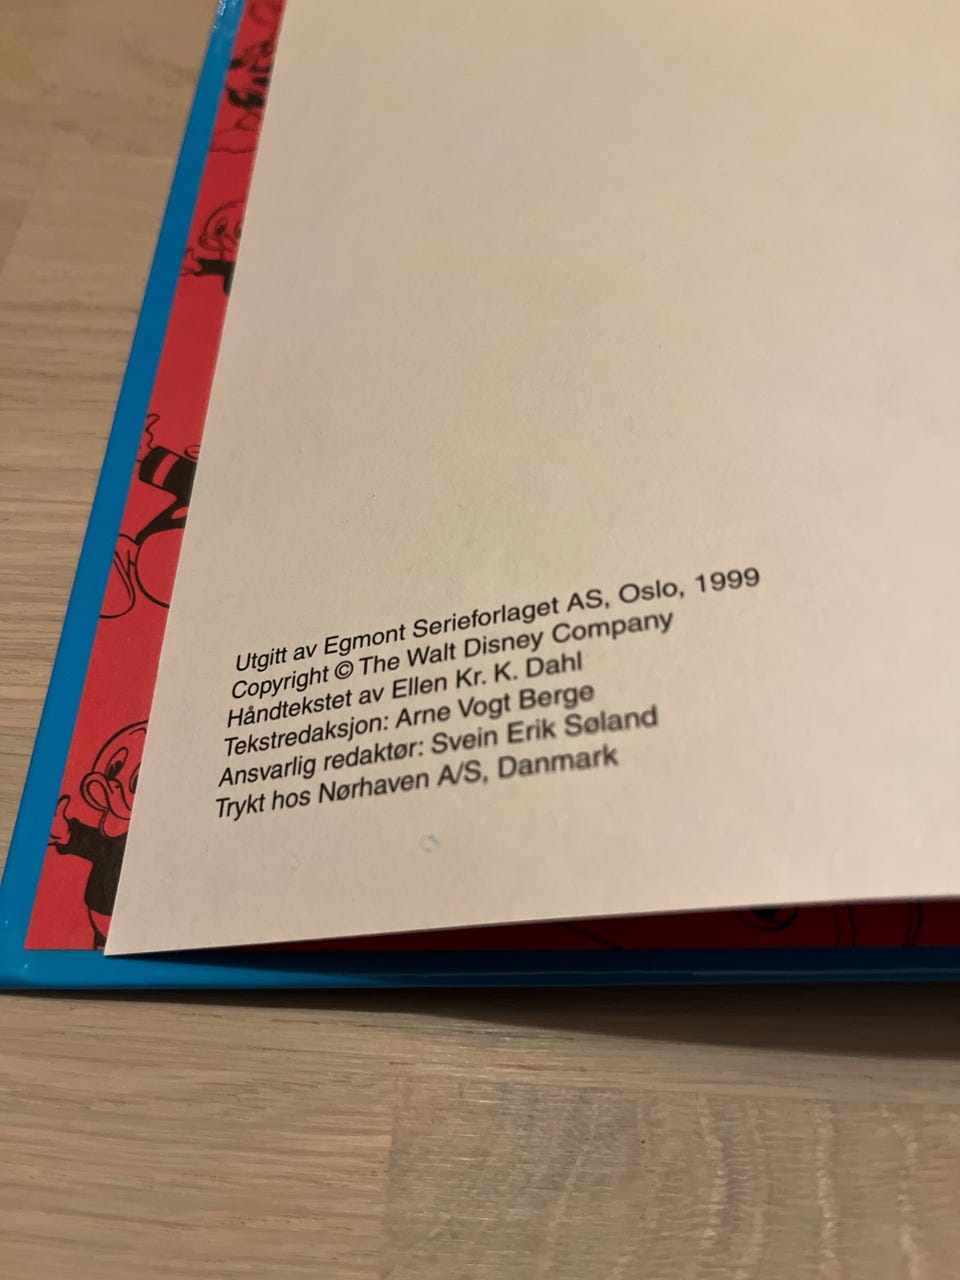 Utgitt av Egmont Serieforlaget AS, Oslo, 1999
Copyright © The Walt Disney Company
Håndtekstet av Ellen Kr. K. Dahl
Tekstredaksjon: Arne Vogt Berge
Ansvarlig redaktør: Svein Erik Søland
Trykt hos Nørhaven A/S, Danmark